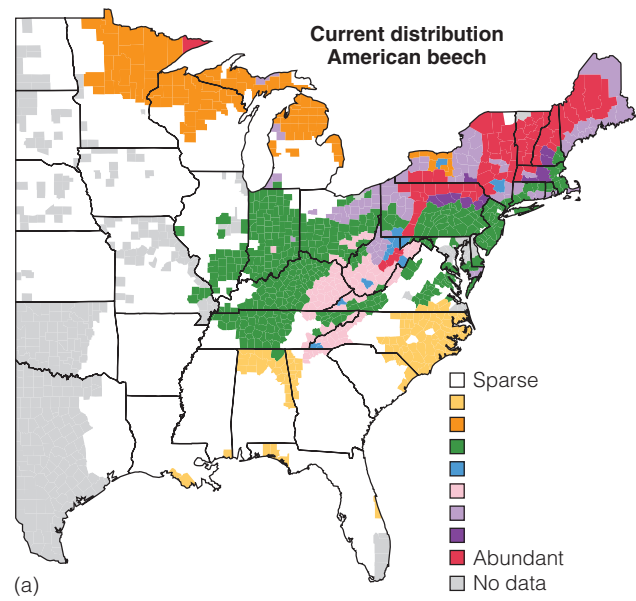 Current distribution
American beech
Sparse
Abundant
No data
(a)